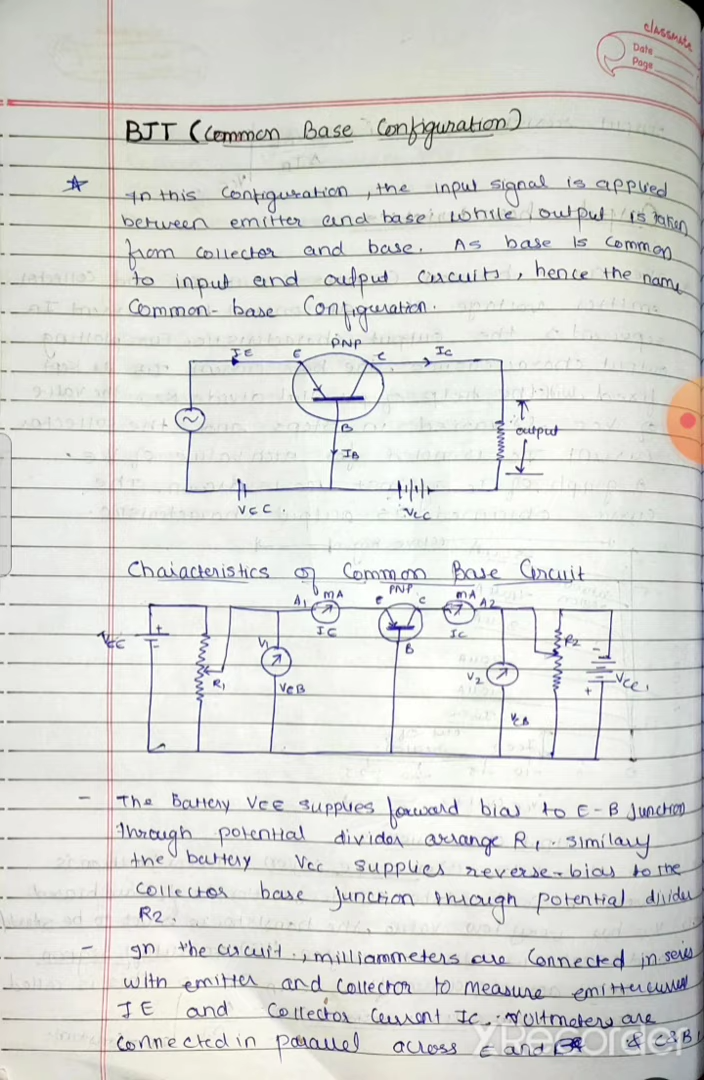 classmate
Date
Page
BJT (Common Base Configuration)
In this Configuration, the input signal is applied
between emitter and base while output is taken
from collector and base. As base is common
to input and output circuits, hence the name
Common-base Configuration.
PNP
IE E C IC
B
IB
output
VEC. VCC
Characteristics of Common Base Circuit
A1 mA E PNP C mA A2
IC IC
VCC + V1 B R2 -
R1 VEB V2 + VCC1
VCB
- The Battery VEE supplies forward bias to E-B Junction
through potential divider arrange R1. similary
the battery Vcc supplies reverse-bias to the
Collector base junction through potential divider
R2.
- In the circuit, milliammeters are Connected in series
with emitter and Collector to measure emitter current
IE and Collector Current Ic. Voltmeters are
Connected in parallel across E and & C&B
XRecorder